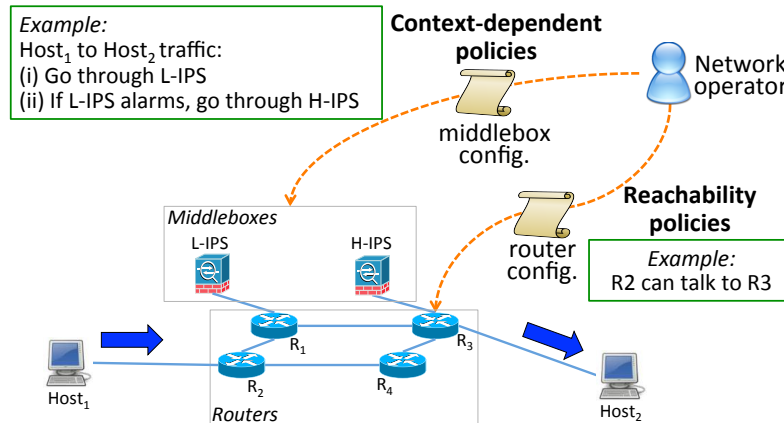 Example:
Host1 to Host2 traffic:
(i) Go through L-IPS
(ii) If L-IPS alarms, go through H-IPS
Context-dependent
policies
Network
operator
middlebox
config.
Reachability
policies
router
config.
Example:
R2 can talk to R3
Middleboxes
L-IPS
H-IPS
R1
R3
R2
R4
Host1
Routers
Host2